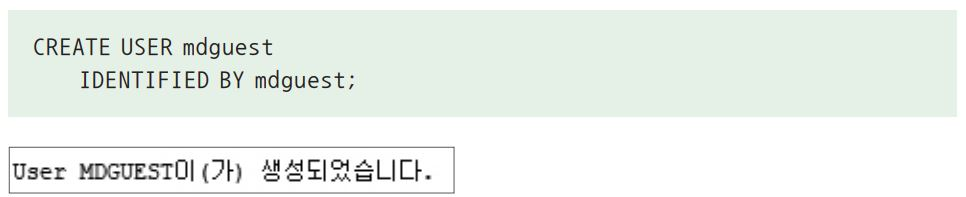 CREATE USER mdguest
IDENTIFIED BY mdguest;
User MDGUEST이(가) 생성되었습니다.